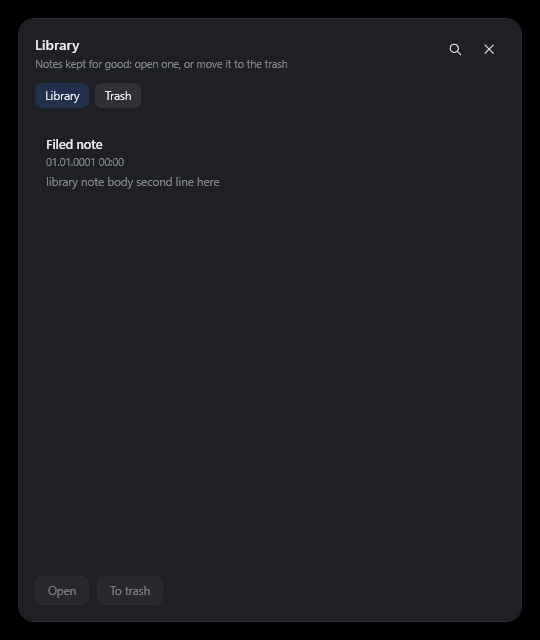 Library
Notes kept for good: open one, or move it to the trash
Library
Trash
Filed note
01.01.0001 00:00
library note body second line here
Open
To trash